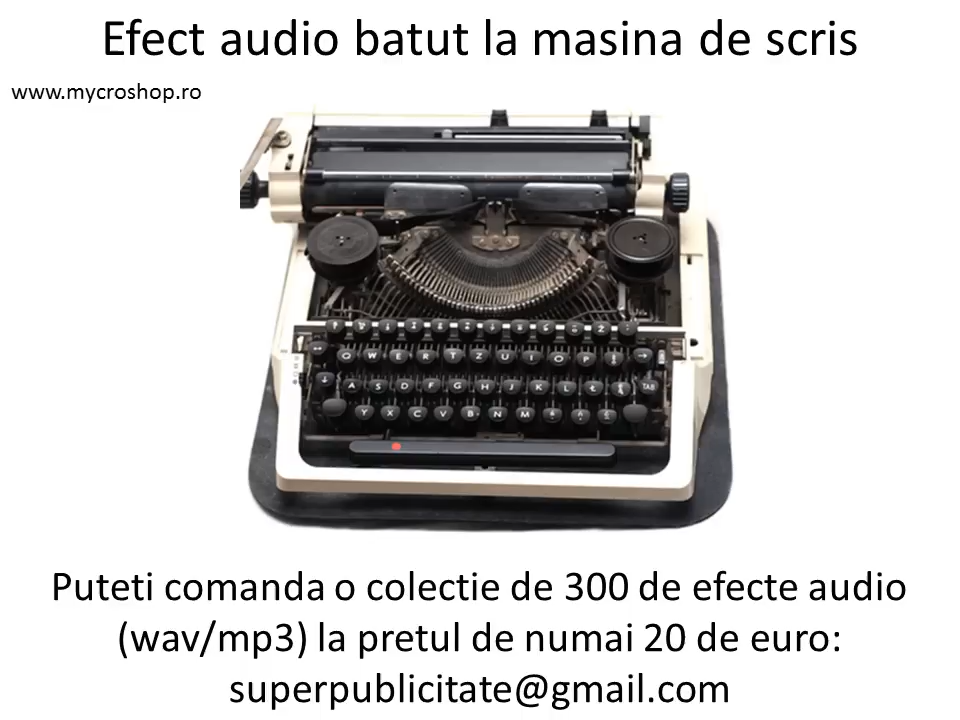 Efect audio batut la masina de scris
www.mycroshop.ro
Q W E R T Z U I O P
A S D F G H J K L
TAB
Y X C V B N M
Puteti comanda o colectie de 300 de efecte audio
(wav/mp3) la pretul de numai 20 de euro:
superpublicitate@gmail.com